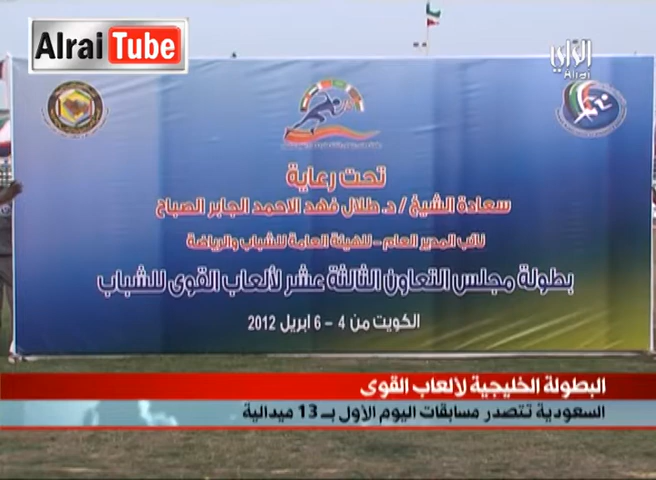 Alrai Tube
الراي
Alrai
تحت رعاية
سعادة الشيخ / د. طلال فهد الاحمد الجابر الصباح
نائب المدير العام - للهيئة العامة للشباب والرياضة
بطولة مجلس التعاون الثالثة عشر لألعاب القوى للشباب
الكويت من 4 - 6 ابريل 2012
البطولة الخليجية لألعاب القوى
السعودية تتصدر مسابقات اليوم الأول بـ 13 ميدالية